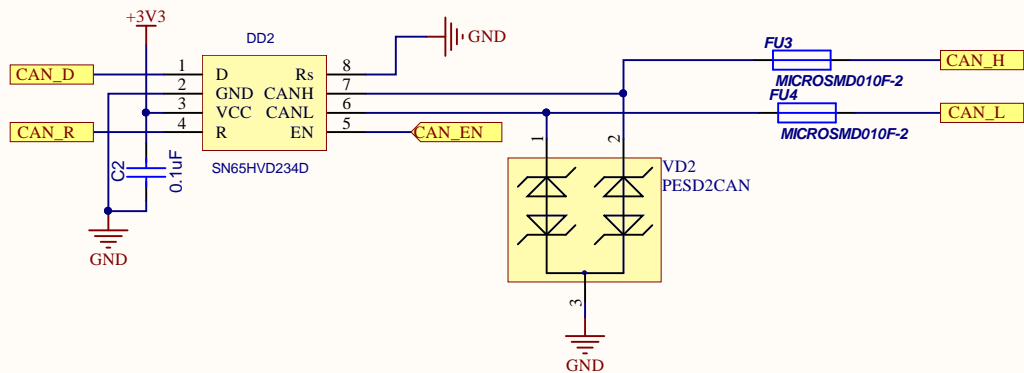 +3V3
DD2
GND
FU3
CAN_D
1
D
Rs
8
CAN_H
2
GND
CANH
7
MICROSMD010F-2
FU4
3
VCC
CANL
6
CAN_L
CAN_R
4
R
EN
5
CAN_EN
MICROSMD010F-2
1
2
C2
0.1uF
SN65HVD234D
VD2
PESD2CAN
GND
3
GND